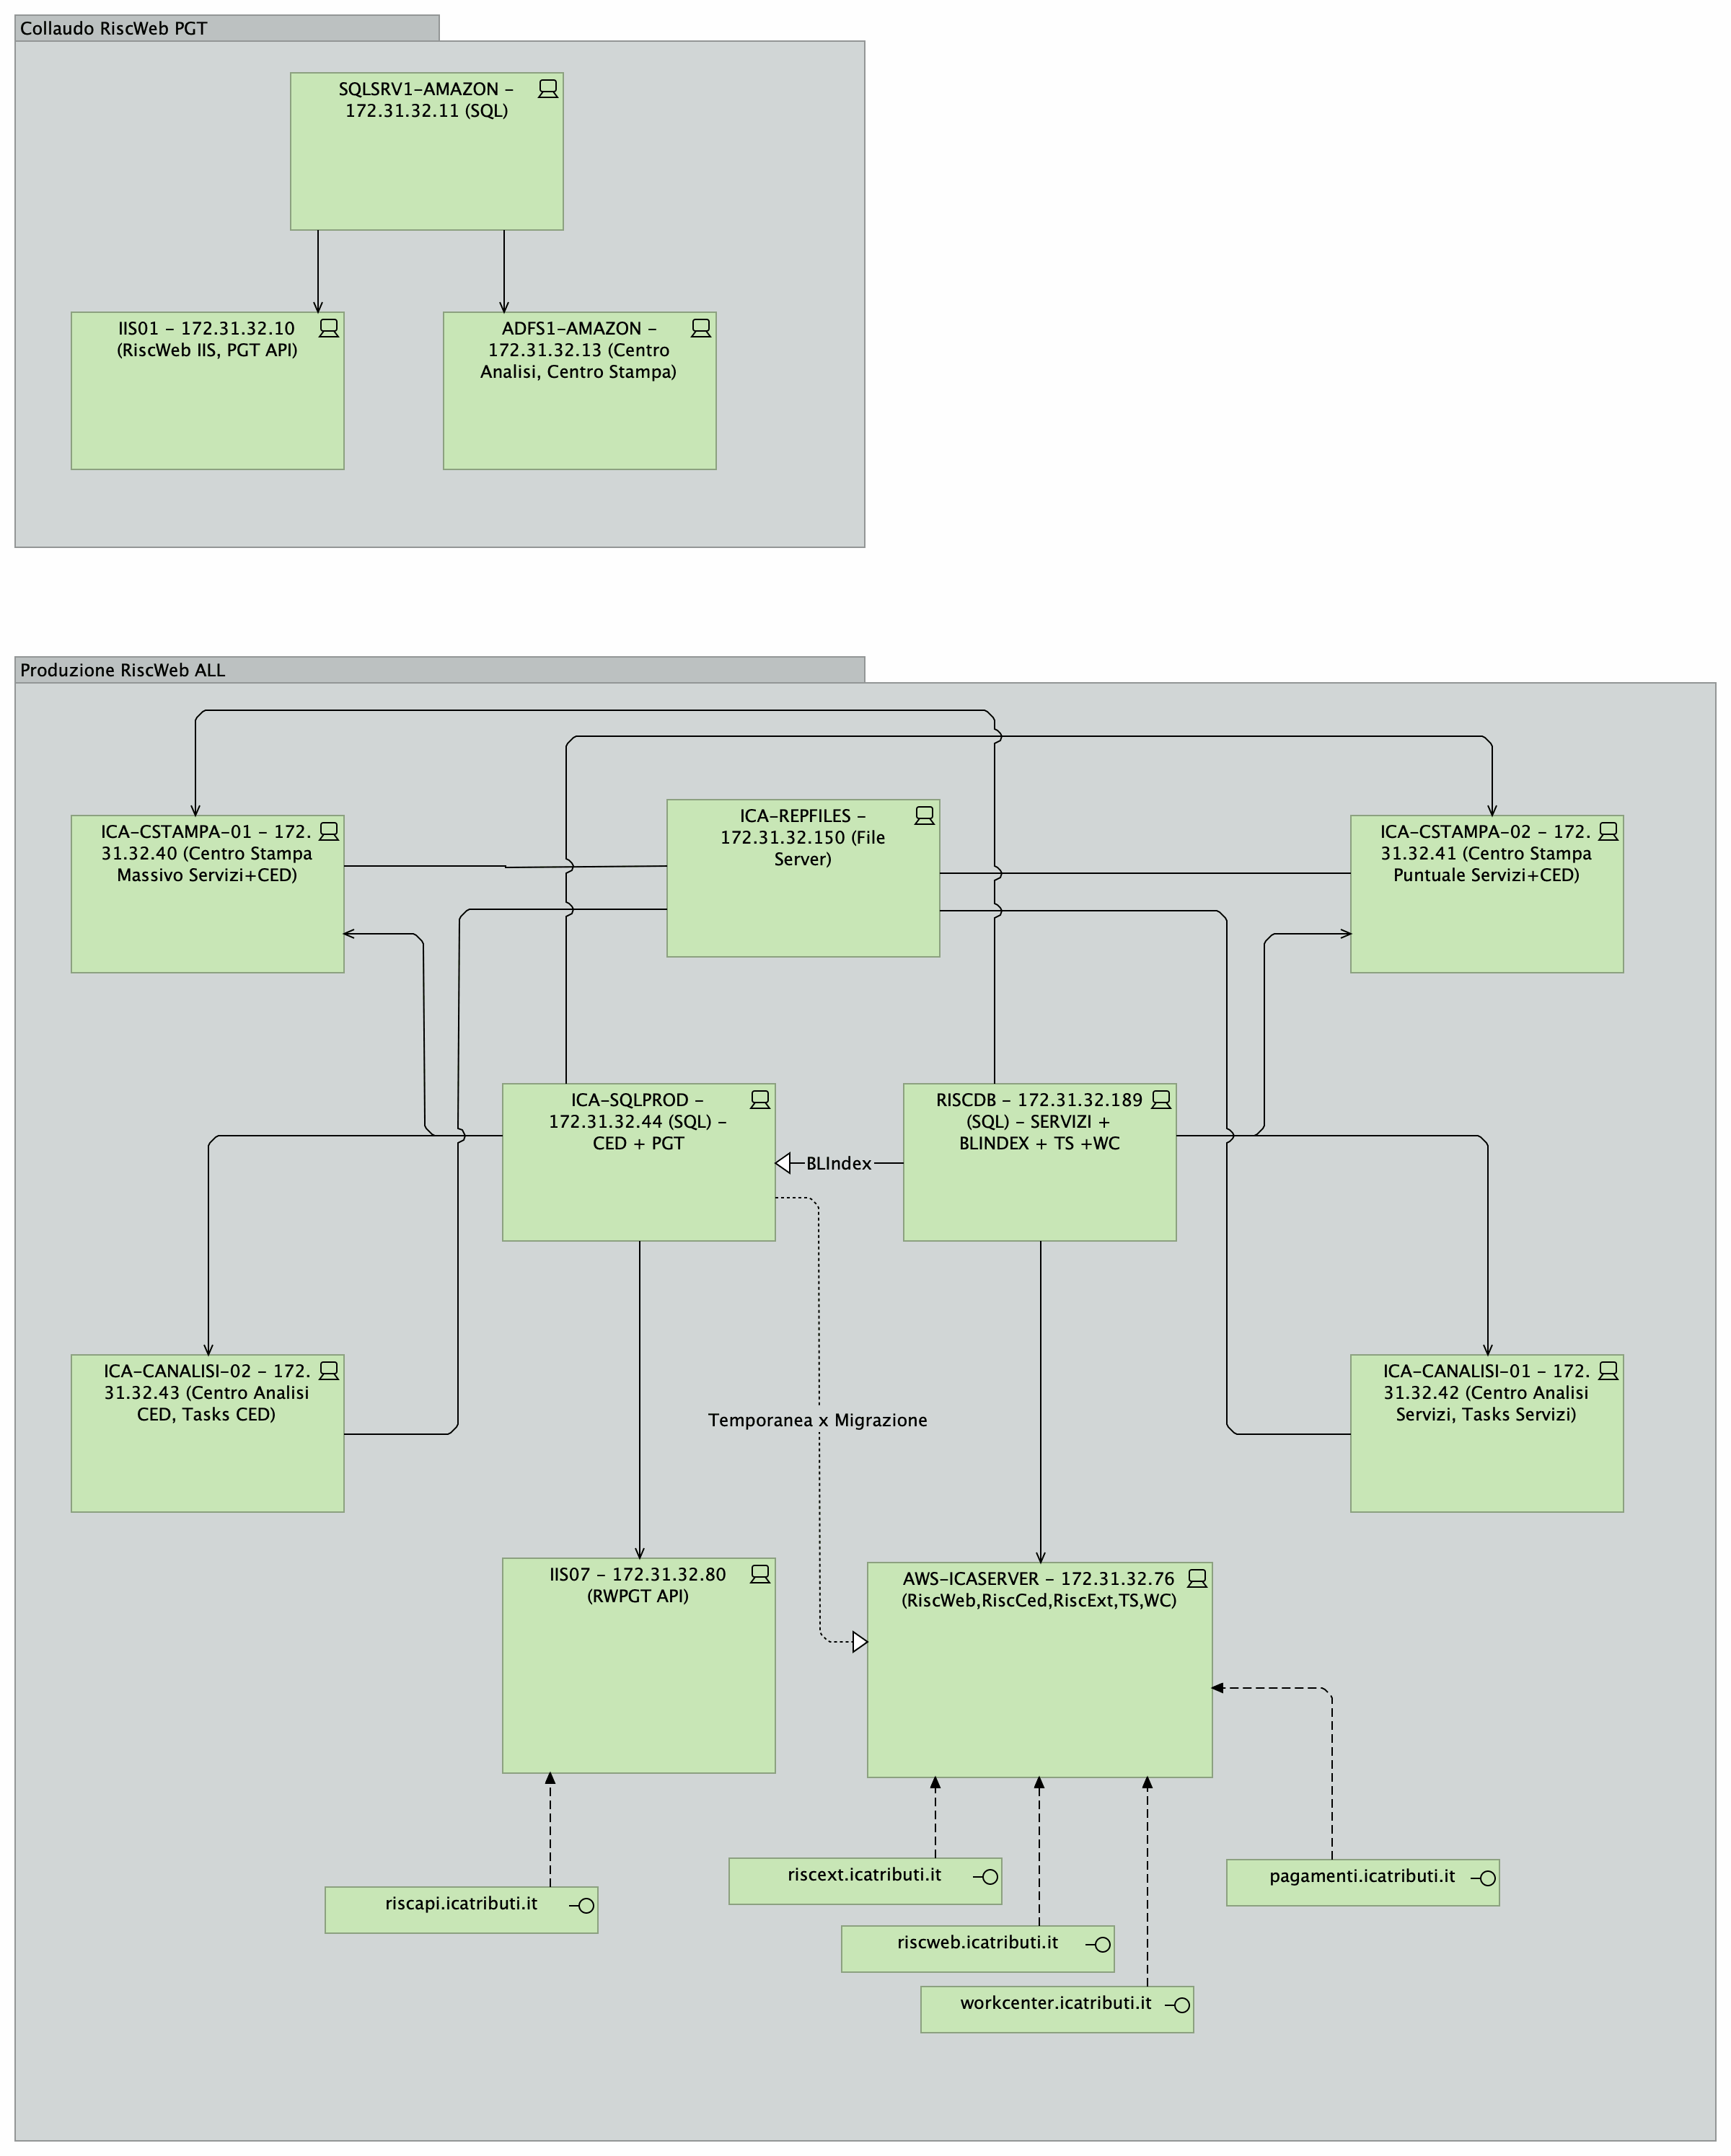 Collaudo RiscWeb PGT
SQLSRV1-AMAZON -
172.31.32.11 (SQL)
IIS01 - 172.31.32.10
(RiscWeb IIS, PGT API)
ADFS1-AMAZON -
172.31.32.13 (Centro
Analisi, Centro Stampa)
Produzione RiscWeb ALL
ICA-CSTAMPA-01 - 172.
31.32.40 (Centro Stampa
Massivo Servizi+CED)
ICA-REPFILES -
172.31.32.150 (File
Server)
ICA-CSTAMPA-02 - 172.
31.32.41 (Centro Stampa
Puntuale Servizi+CED)
ICA-SQLPROD -
172.31.32.44 (SQL) -
CED + PGT
BLIndex
RISCDB - 172.31.32.189
(SQL) - SERVIZI +
BLINDEX + TS +WC
ICA-CANALISI-02 - 172.
31.32.43 (Centro Analisi
CED, Tasks CED)
Temporanea x Migrazione
ICA-CANALISI-01 - 172.
31.32.42 (Centro Analisi
Servizi, Tasks Servizi)
IIS07 - 172.31.32.80
(RWPGT API)
AWS-ICASERVER - 172.31.32.76
(RiscWeb,RiscCed,RiscExt,TS,WC)
riscapi.icatributi.it
riscext.icatributi.it
pagamenti.icatributi.it
riscweb.icatributi.it
workcenter.icatributi.it